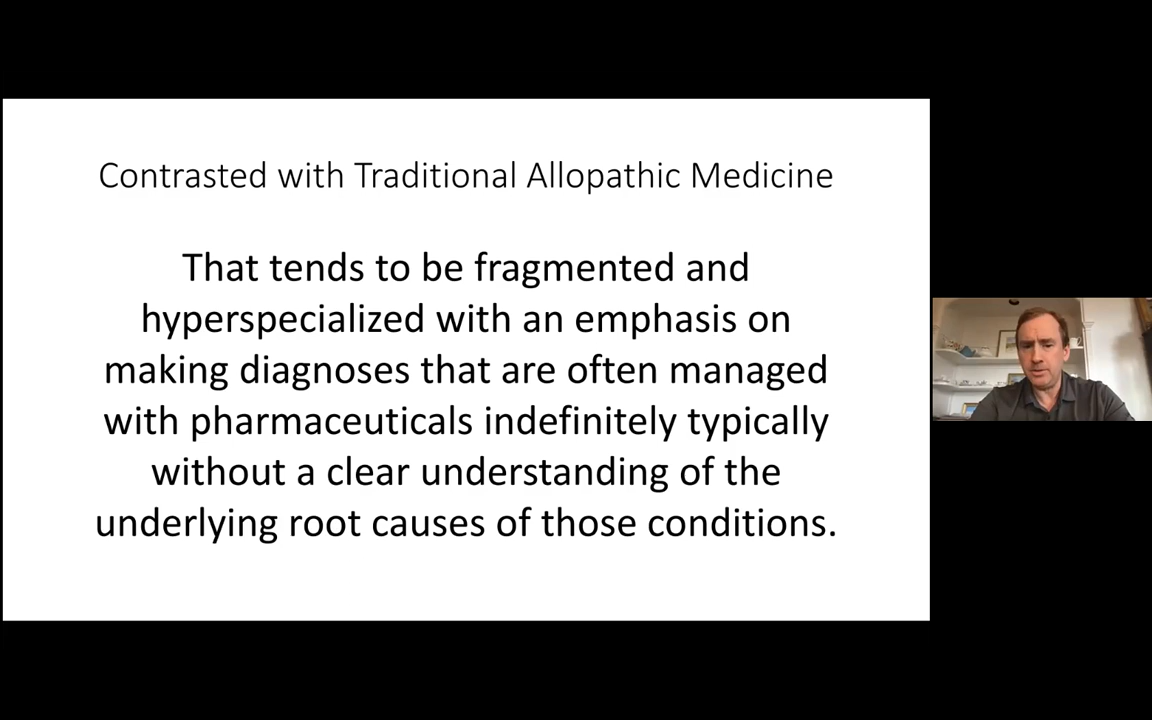 Contrasted with Traditional Allopathic Medicine
That tends to be fragmented and
hyperspecialized with an emphasis on
making diagnoses that are often managed
with pharmaceuticals indefinitely typically
without a clear understanding of the
underlying root causes of those conditions.